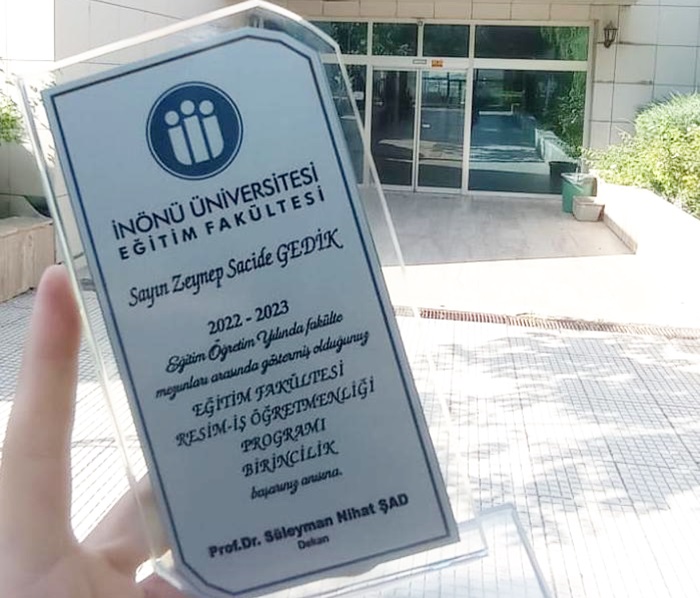 İNÖNÜ ÜNİVERSİTESİ
EĞİTİM FAKÜLTESİ
Sayın Zeynep Sacide GEDİK
2022 - 2023
Eğitim Öğretim Yılında fakülte
mezunları arasında göstermiş olduğunuz
EĞİTİM FAKÜLTESİ
RESİM-İŞ ÖĞRETMENLİĞİ
PROGRAMI
BİRİNCİLİK
başarınız anısına.
Prof.Dr. Süleyman Nihat ŞAD
Dekan